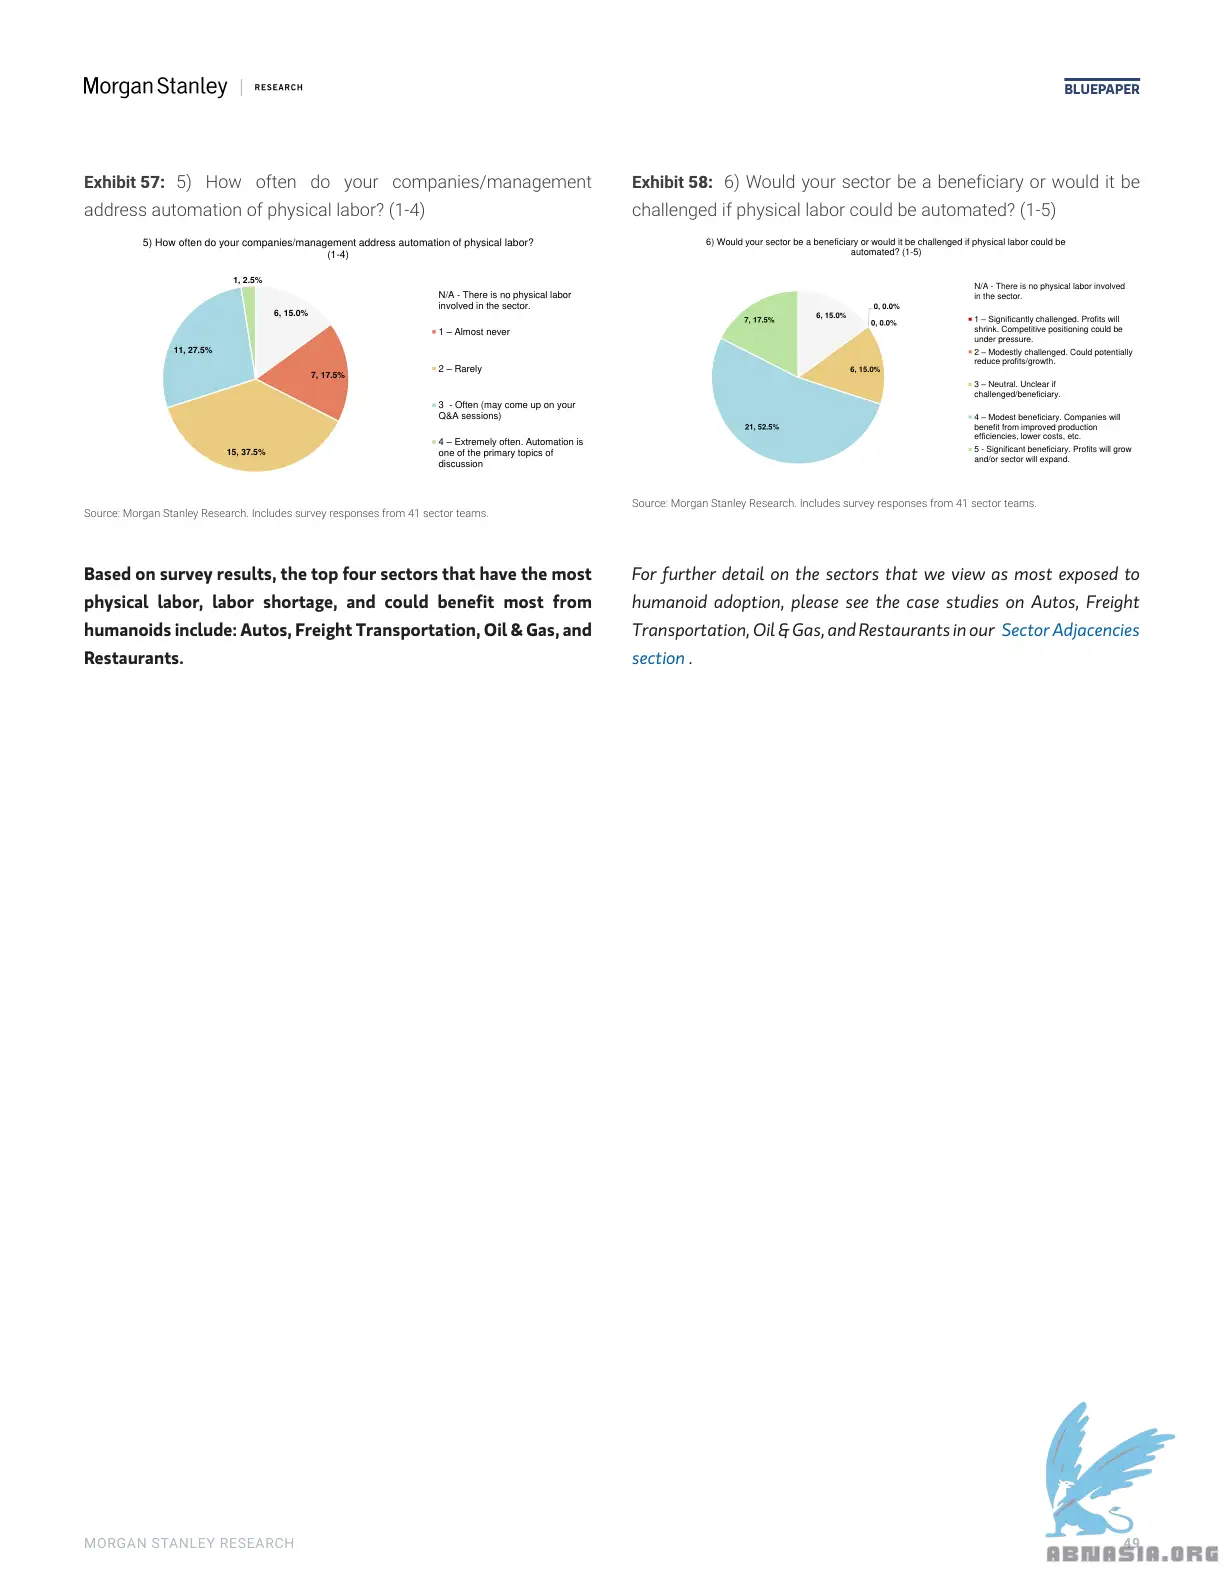 Morgan Stanley | RESEARCH
BLUEPAPER
Exhibit 57: 5) How often do your companies/management
address automation of physical labor? (1-4)
5) How often do your companies/management address automation of physical labor?
(1-4)
1, 2.5%
6, 15.0%
11, 27.5%
7, 17.5%
15, 37.5%
N/A - There is no physical labor
involved in the sector.
1 – Almost never
2 – Rarely
3 - Often (may come up on your
Q&A sessions)
4 – Extremely often. Automation is
one of the primary topics of
discussion
Source: Morgan Stanley Research. Includes survey responses from 41 sector teams.
Exhibit 58: 6) Would your sector be a beneficiary or would it be
challenged if physical labor could be automated? (1-5)
6) Would your sector be a beneficiary or would it be challenged if physical labor could be
automated? (1-5)
7, 17.5%
6, 15.0%
0, 0.0%
0, 0.0%
6, 15.0%
21, 52.5%
N/A - There is no physical labor involved
in the sector.
1 – Significantly challenged. Profits will
shrink. Competitive positioning could be
under pressure.
2 – Modestly challenged. Could potentially
reduce profits/growth.
3 – Neutral. Unclear if
challenged/beneficiary.
4 – Modest beneficiary. Companies will
benefit from improved production
efficiencies, lower costs, etc.
5 - Significant beneficiary. Profits will grow
and/or sector will expand.
Source: Morgan Stanley Research. Includes survey responses from 41 sector teams.
Based on survey results, the top four sectors that have the most
physical labor, labor shortage, and could benefit most from
humanoids include: Autos, Freight Transportation, Oil & Gas, and
Restaurants.
For further detail on the sectors that we view as most exposed to
humanoid adoption, please see the case studies on Autos, Freight
Transportation, Oil & Gas, and Restaurants in our Sector Adjacencies
section .
MORGAN STANLEY RESEARCH
49
ABNASIA.ORG